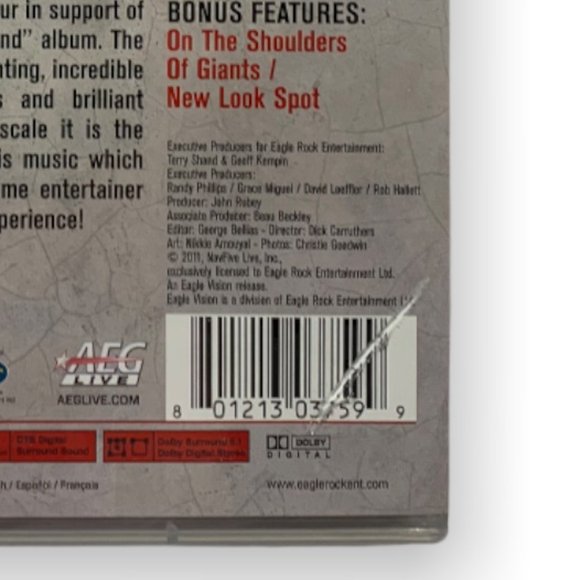 ur in support of
nd” album. The
ting, incredible
s and brilliant
scale it is the
is music which
me entertainer
perience!
BONUS FEATURES:
On The Shoulders
Of Giants /
New Look Spot
Executive Producers for Eagle Rock Entertainment:
Terry Shand & Geoff Kempin
Executive Producers:
Randy Phillips / Grace Miguel / David Loeffler / Rob Hallett
Producer: John Rubey
Associate Producer: Beau Beckley
Editor: George Bellias - Director: Dick Carruthers
Art: Nikkie Amouyal - Photos: Christie Goodwin
© 2011, NavFive Live, Inc.,
exclusively licensed to Eagle Rock Entertainment Ltd.
An Eagle Vision release.
Eagle Vision is a division of Eagle Rock Entertainment
AEG
LIVE
AEGLIVE.COM
8 01213 03 59 9
DTS Digital
Surround Sound
Dolby Surround 5.1
Dolby Digital Stereo
DOLBY
DIGITAL
h / Español / Français
www.eaglerockent.com